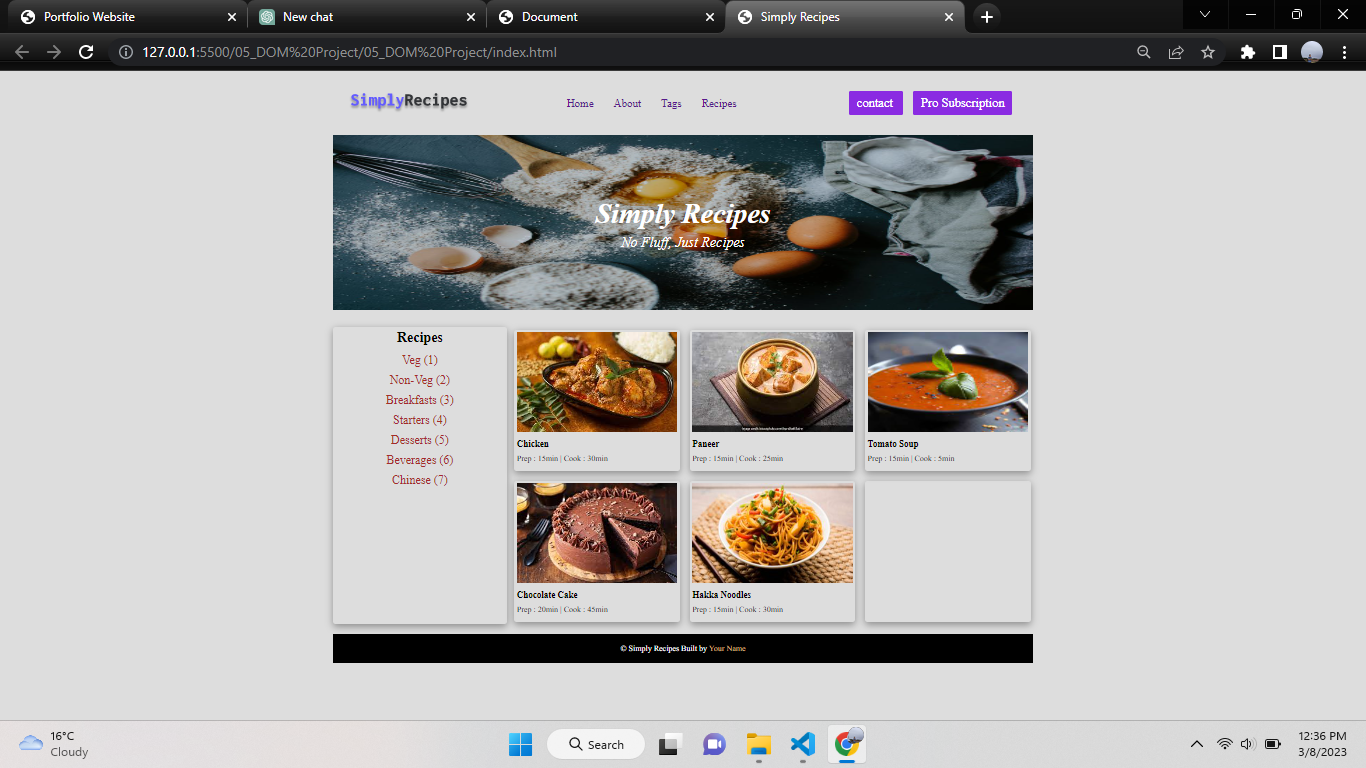 Portfolio Website
New chat
Document
Simply Recipes
127.0.0.1:5500/05_DOM%20Project/05_DOM%20Project/index.html
SimplyRecipes
Home About Tags Recipes
contact Pro Subscription
Simply Recipes
No Fluff, Just Recipes
Recipes
Veg (1)
Non-Veg (2)
Breakfasts (3)
Starters (4)
Desserts (5)
Beverages (6)
Chinese (7)
Chicken
Prep : 15min | Cook : 30min
Paneer
Prep : 15min | Cook : 25min
Tomato Soup
Prep : 15min | Cook : 5min
Chocolate Cake
Prep : 20min | Cook : 45min
Hakka Noodles
Prep : 15min | Cook : 30min
© Simply Recipes Built by Your Name
16°C
Cloudy
Search
12:36 PM
3/8/2023